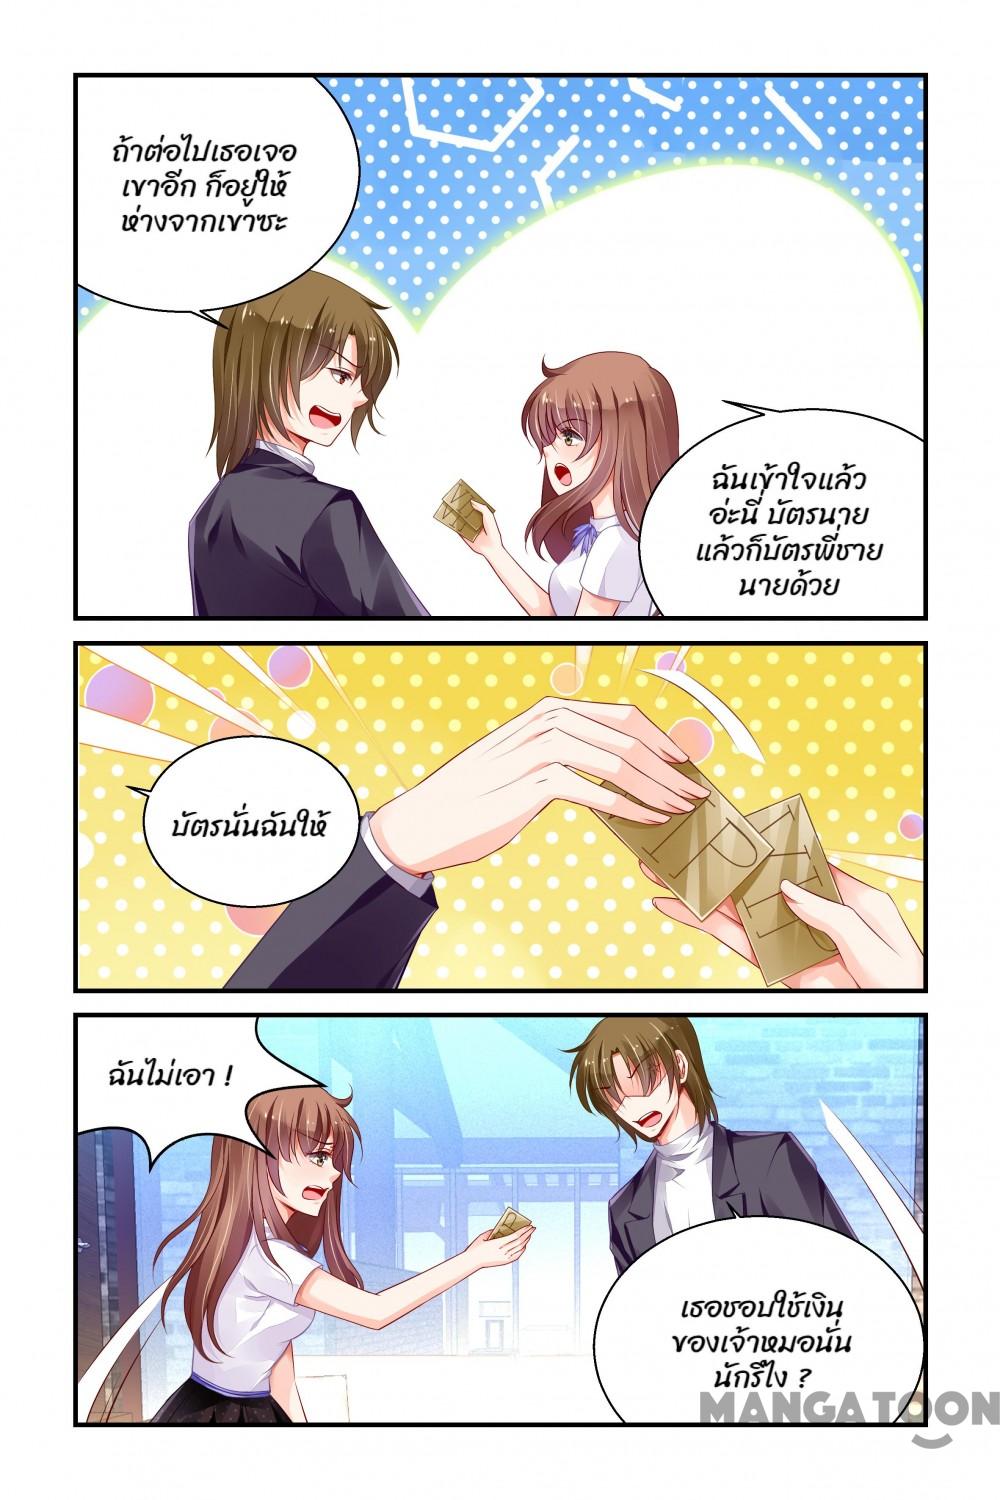 ถ้าต่อไปเธอเจอ
เขาอีก ก็อยู่ให้
ห่างจากเขาซะ
ฉันเข้าใจแล้ว
อ่ะนี่ บัตรนาย
แล้วก็บัตรพี่ชาย
นายด้วย
บัตรนั่นฉันให้
ฉันไม่เอา !
เธอชอบใช้เงิน
ของเจ้าหมอนั่น
นักรึไง ?
MANGATOON